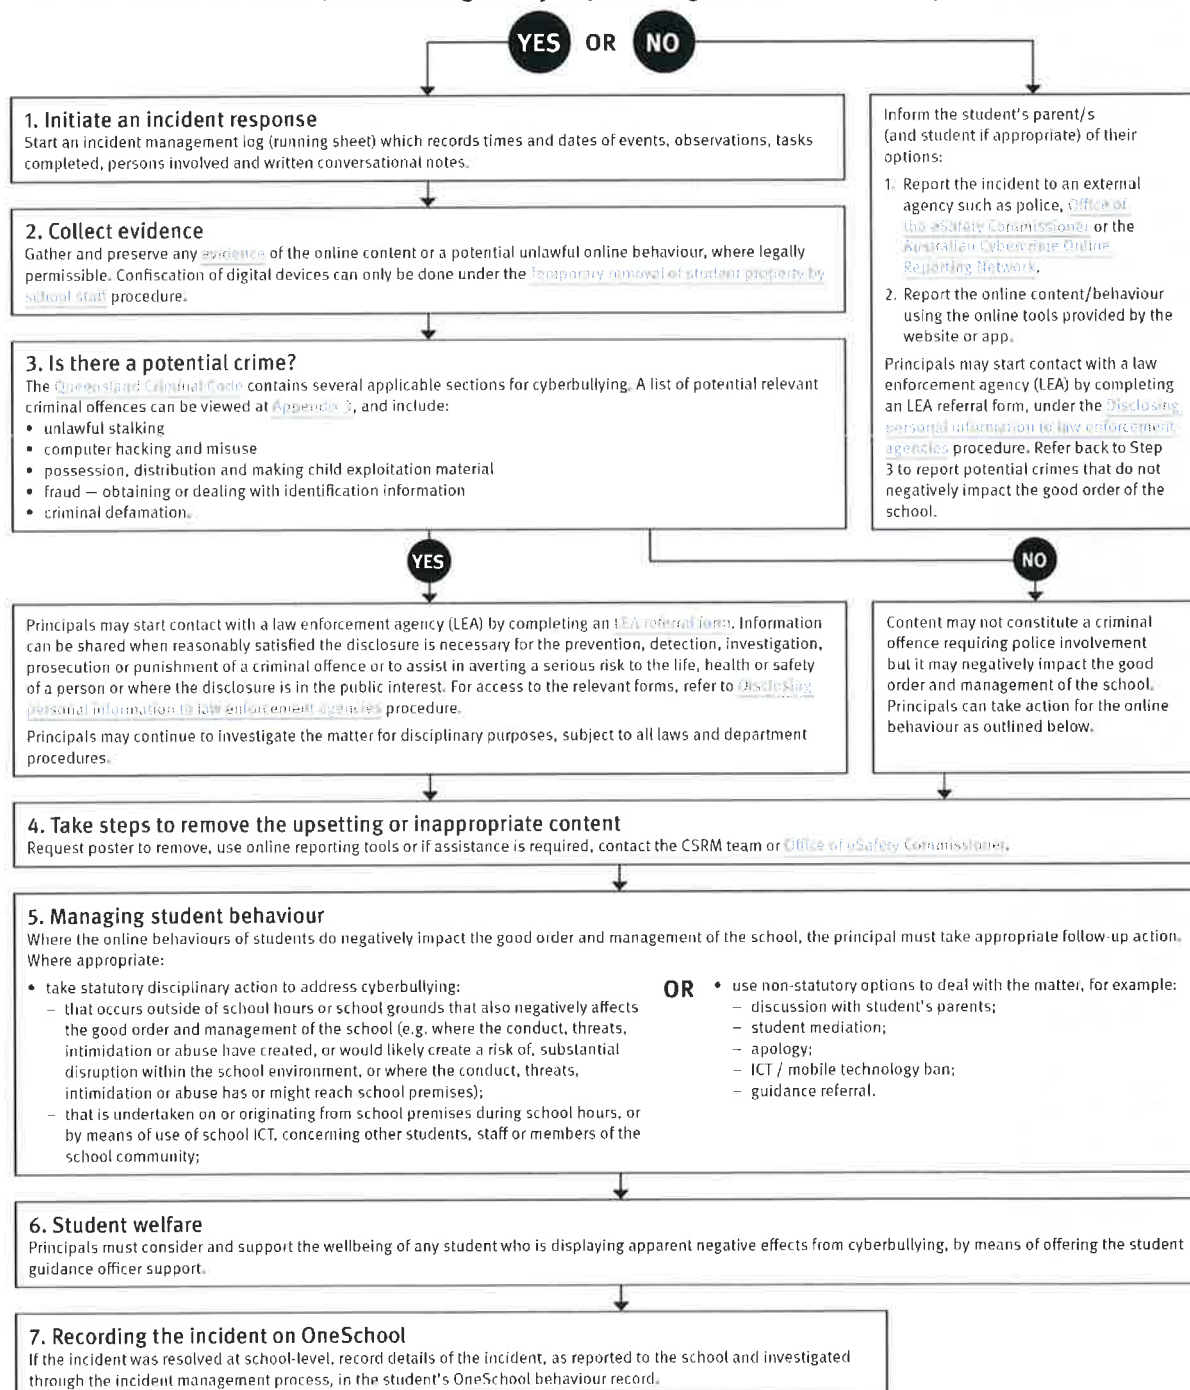 YES OR NO
1. Initiate an incident response
Start an incident management log (running sheet) which records times and dates of events, observations, tasks
completed, persons involved and written conversational notes.
2. Collect evidence
Gather and preserve any evidence of the online content or a potential unlawful online behaviour, where legally
permissible. Confiscation of digital devices can only be done under the Temporary removal of student property by
school staff procedure.
3. Is there a potential crime?
The Queensland Criminal Code contains several applicable sections for cyberbullying. A list of potential relevant
criminal offences can be viewed at Appendix 3, and include:
• unlawful stalking
• computer hacking and misuse
• possession, distribution and making child exploitation material
• fraud — obtaining or dealing with identification information
• criminal defamation.
Inform the student's parent/s
(and student if appropriate) of their
options:
1. Report the incident to an external
agency such as police, Office of
the eSafety Commissioner or the
Australian Cybercrime Online
Reporting Network.
2. Report the online content/behaviour
using the online tools provided by the
website or app.
Principals may start contact with a law
enforcement agency (LEA) by completing
an LEA referral form, under the Disclosing
personal information to law enforcement
agencies procedure. Refer back to Step
3 to report potential crimes that do not
negatively impact the good order of the
school.
YES
NO
Principals may start contact with a law enforcement agency (LEA) by completing an LEA referral form. Information
can be shared when reasonably satisfied the disclosure is necessary for the prevention, detection, investigation,
prosecution or punishment of a criminal offence or to assist in averting a serious risk to the life, health or safety
of a person or where the disclosure is in the public interest. For access to the relevant forms, refer to Disclosing
personal information to law enforcement agencies procedure.
Principals may continue to investigate the matter for disciplinary purposes, subject to all laws and department
procedures.
Content may not constitute a criminal
offence requiring police involvement
but it may negatively impact the good
order and management of the school.
Principals can take action for the online
behaviour as outlined below.
4. Take steps to remove the upsetting or inappropriate content
Request poster to remove, use online reporting tools or if assistance is required, contact the CSRM team or Office of eSafety Commissioner.
5. Managing student behaviour
Where the online behaviours of students do negatively impact the good order and management of the school, the principal must take appropriate follow-up action.
Where appropriate:
• take statutory disciplinary action to address cyberbullying:
– that occurs outside of school hours or school grounds that also negatively affects
the good order and management of the school (e.g. where the conduct, threats,
intimidation or abuse have created, or would likely create a risk of, substantial
disruption within the school environment, or where the conduct, threats,
intimidation or abuse has or might reach school premises);
– that is undertaken on or originating from school premises during school hours, or
by means of use of school ICT, concerning other students, staff or members of the
school community;
OR
• use non-statutory options to deal with the matter, for example:
– discussion with student's parents;
– student mediation;
– apology;
– ICT / mobile technology ban;
– guidance referral.
6. Student welfare
Principals must consider and support the wellbeing of any student who is displaying apparent negative effects from cyberbullying, by means of offering the student
guidance officer support.
7. Recording the incident on OneSchool
If the incident was resolved at school-level, record details of the incident, as reported to the school and investigated
through the incident management process, in the student's OneSchool behaviour record.